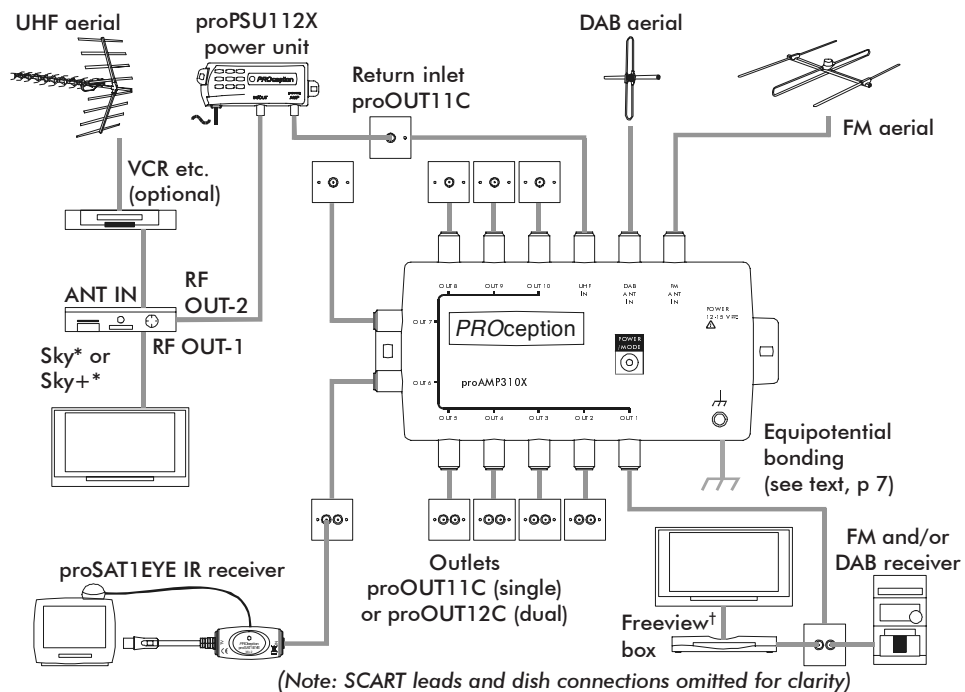 UHF aerial
proPSU112X
power unit
DAB aerial
Return inlet
proOUT11C
FM aerial
PROception
VCR etc.
(optional)
ANT IN
RF
OUT-2
RF OUT-1
Sky* or
Sky+*
OUT 8
OUT 9
OUT 10
UHF
IN
DAB
ANT
IN
FM
ANT
IN
POWER
OUT 7
PROception
POWER
/MODE
OUT 6
proAMP310X
OUT 5
OUT 4
OUT 3
OUT 2
OUT 1
Equipotential
bonding
(see text, p 7)
Outlets
proOUT11C (single)
or proOUT12C (dual)
FM and/or
DAB receiver
proSAT1EYE IR receiver
PROception
proSAT1EYE
Freeview†
box
(Note: SCART leads and dish connections omitted for clarity)